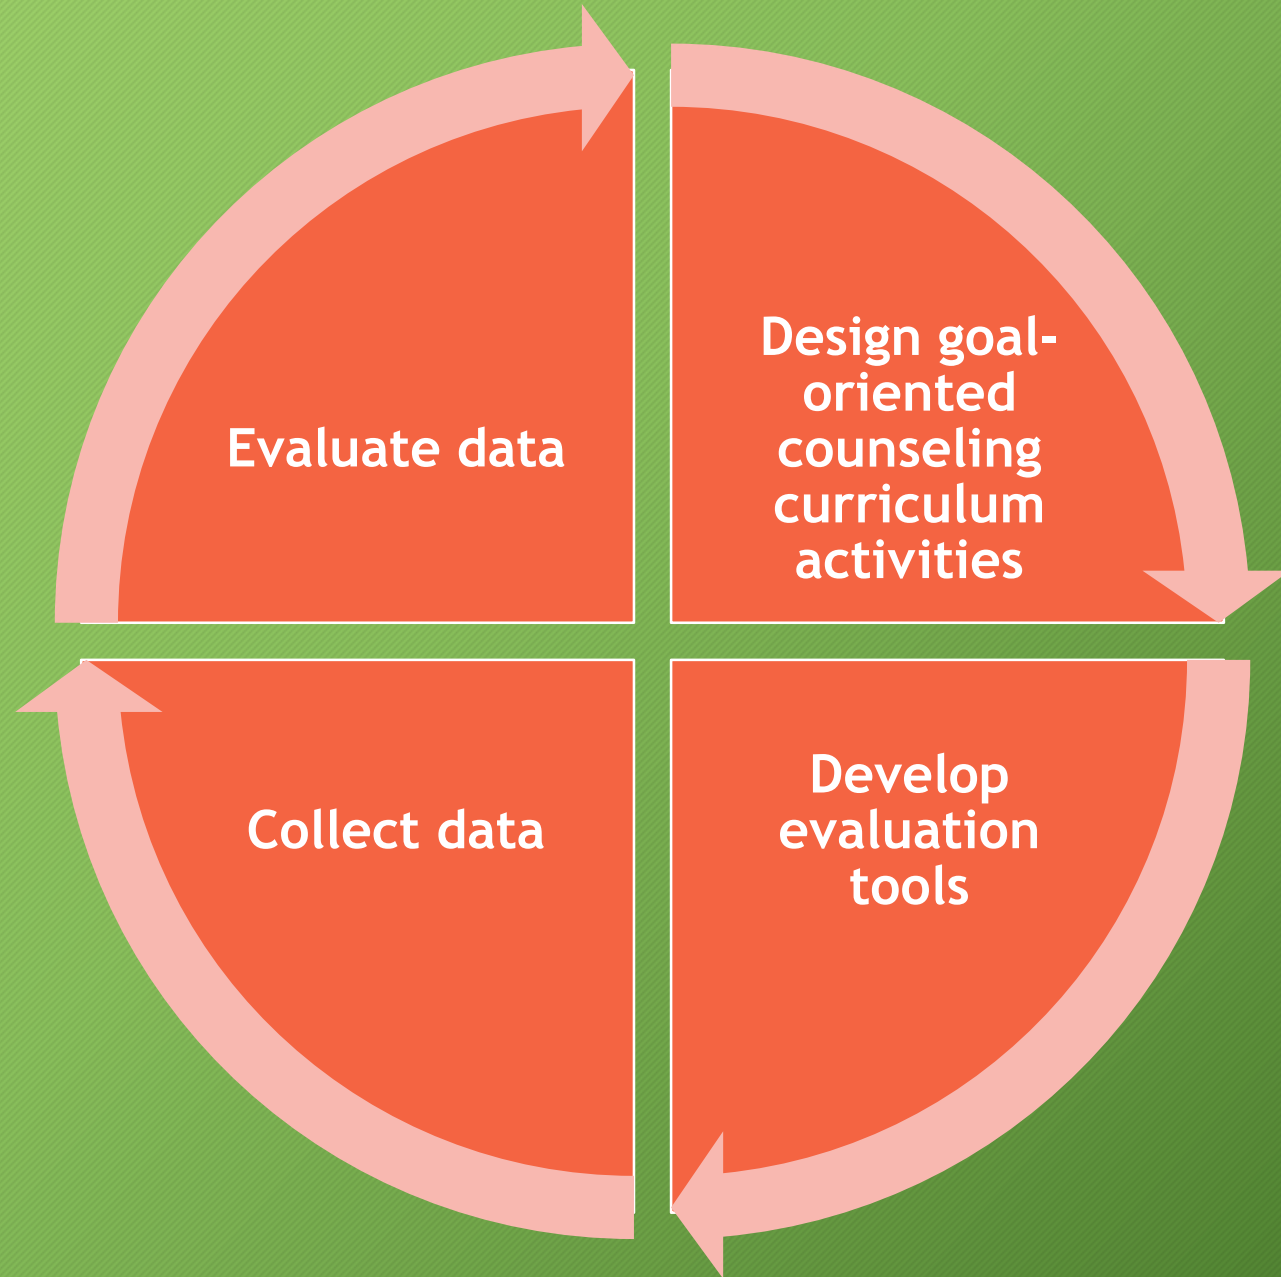 Evaluate data
Design goal-
oriented
counseling
curriculum
activities
Collect data
Develop
evaluation
tools